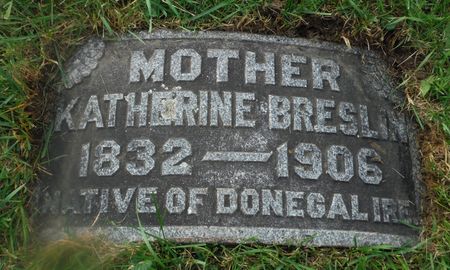 MOTHER
KATHERINE BRESLIN
1832 — 1906
NATIVE OF DONEGAL IRE.